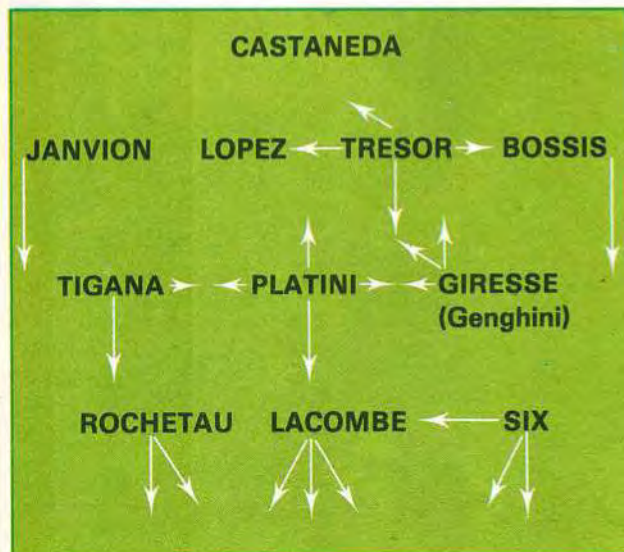 CASTANEDA
JANVION LOPEZ TRESOR BOSSIS
TIGANA PLATINI GIRESSE
(Genghini)
ROCHETAU LACOMBE SIX